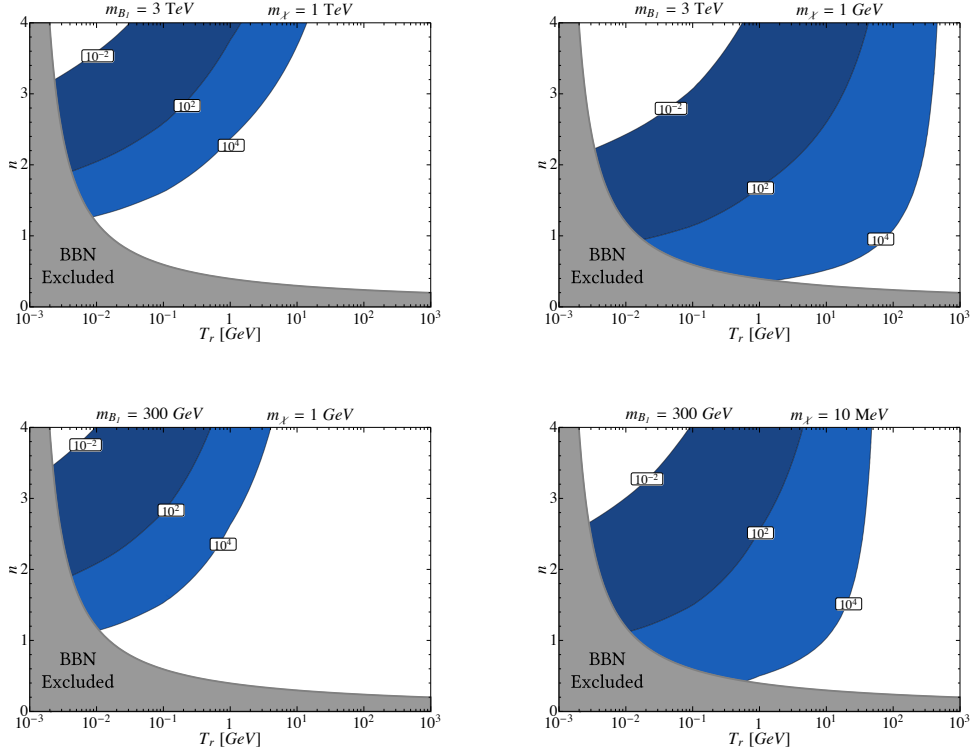 m_{B_1} = 3 TeV m_χ = 1 TeV
4
3
2
1
0
n
10^{-2}
10^2
10^4
BBN
Excluded
10^{-3} 10^{-2} 10^{-1} 1 10^1 10^2 10^3
T_r [GeV]
m_{B_1} = 3 TeV m_χ = 1 GeV
4
3
2
1
0
n
10^{-2}
10^2
10^4
BBN
Excluded
10^{-3} 10^{-2} 10^{-1} 1 10^1 10^2 10^3
T_r [GeV]
m_{B_1} = 300 GeV m_χ = 1 GeV
4
3
2
1
0
n
10^{-2}
10^2
10^4
BBN
Excluded
10^{-3} 10^{-2} 10^{-1} 1 10^1 10^2 10^3
T_r [GeV]
m_{B_1} = 300 GeV m_χ = 10 MeV
4
3
2
1
0
n
10^{-2}
10^2
10^4
BBN
Excluded
10^{-3} 10^{-2} 10^{-1} 1 10^1 10^2 10^3
T_r [GeV]